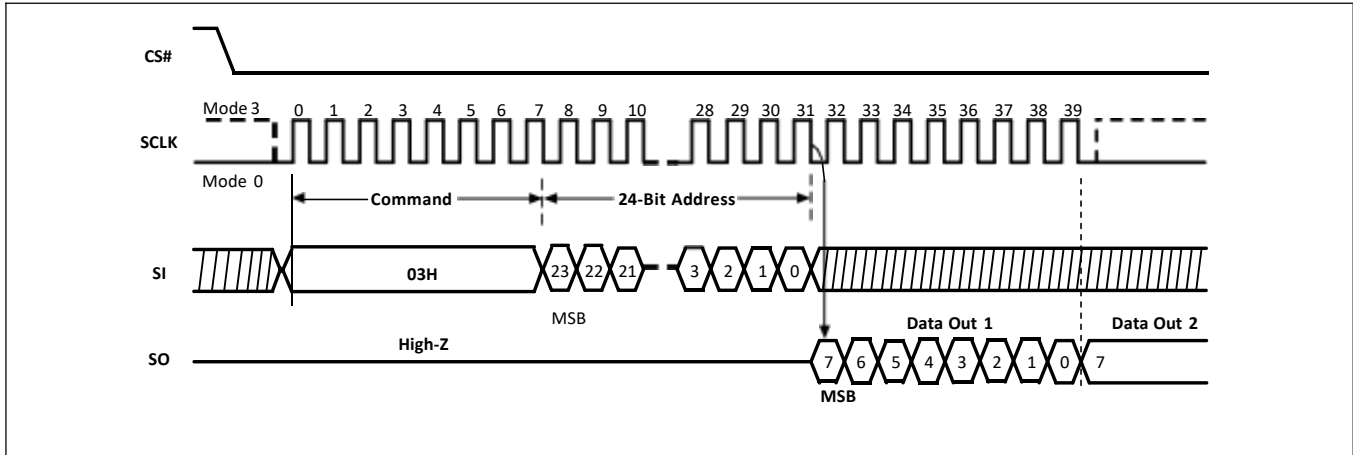 CS#
Mode 3
0 1 2 3 4 5 6 7 8 9 10 28 29 30 31 32 33 34 35 36 37 38 39
SCLK
Mode 0
Command
24-Bit Address
SI
03H
23 22 21 3 2 1 0
MSB
Data Out 1
Data Out 2
High-Z
SO
7 6 5 4 3 2 1 0 7
MSB